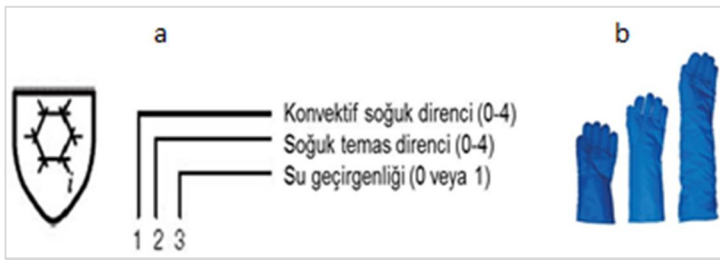 a
b
Konvektif soğuk direnci (0-4)
Soğuk temas direnci (0-4)
Su geçirgenliği (0 veya 1)
i
1 2 3